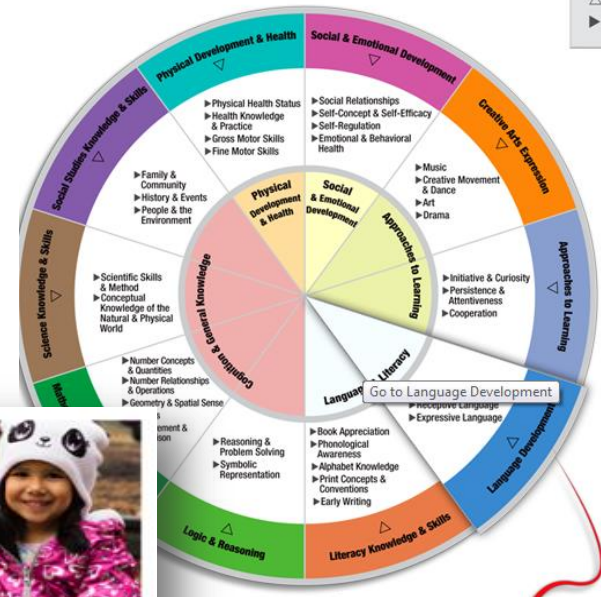 Physical Development & Health
Social & Emotional Development
Creative Arts Expression
Approaches to Learning
Language Development
Literacy Knowledge & Skills
Logic & Reasoning
Science Knowledge & Skills
Social Studies Knowledge & Skills
▶Physical Health Status
▶Health Knowledge
& Practice
▶Gross Motor Skills
▶Fine Motor Skills
▶Social Relationships
▶Self-Concept & Self-Efficacy
▶Self-Regulation
▶Emotional & Behavioral
Health
▶Music
▶Creative Movement
& Dance
▶Art
▶Drama
▶Initiative & Curiosity
▶Persistence &
Attentiveness
▶Cooperation
Go to Language Development
Receptive Language
▶Expressive Language
▶Book Appreciation
▶Phonological
Awareness
▶Alphabet Knowledge
▶Print Concepts &
Conventions
▶Early Writing
▶Reasoning &
Problem Solving
▶Symbolic
Representation
▶Number Concepts
& Quantities
▶Number Relationships
& Operations
▶Geometry & Spatial Sense
▶Scientific Skills
& Method
▶Conceptual
Knowledge of the
Natural & Physical
World
▶Family &
Community
▶History & Events
▶People & the
Environment
Physical
Development
& Health
Social
& Emotional
Development
Approaches to Learning
Literacy
Cognition & General Knowledge